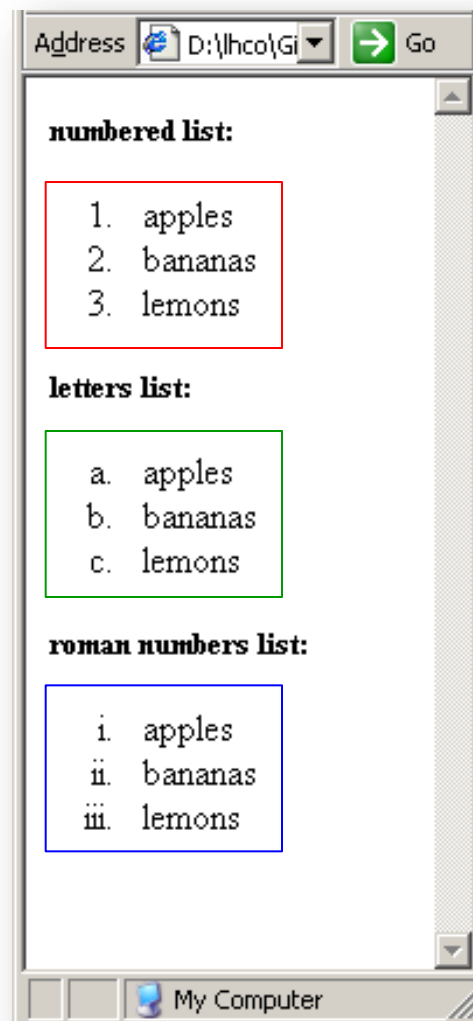 Address D:\lhco\Gi Go
numbered list:
1. apples
2. bananas
3. lemons
letters list:
a. apples
b. bananas
c. lemons
roman numbers list:
i. apples
ii. bananas
iii. lemons
My Computer